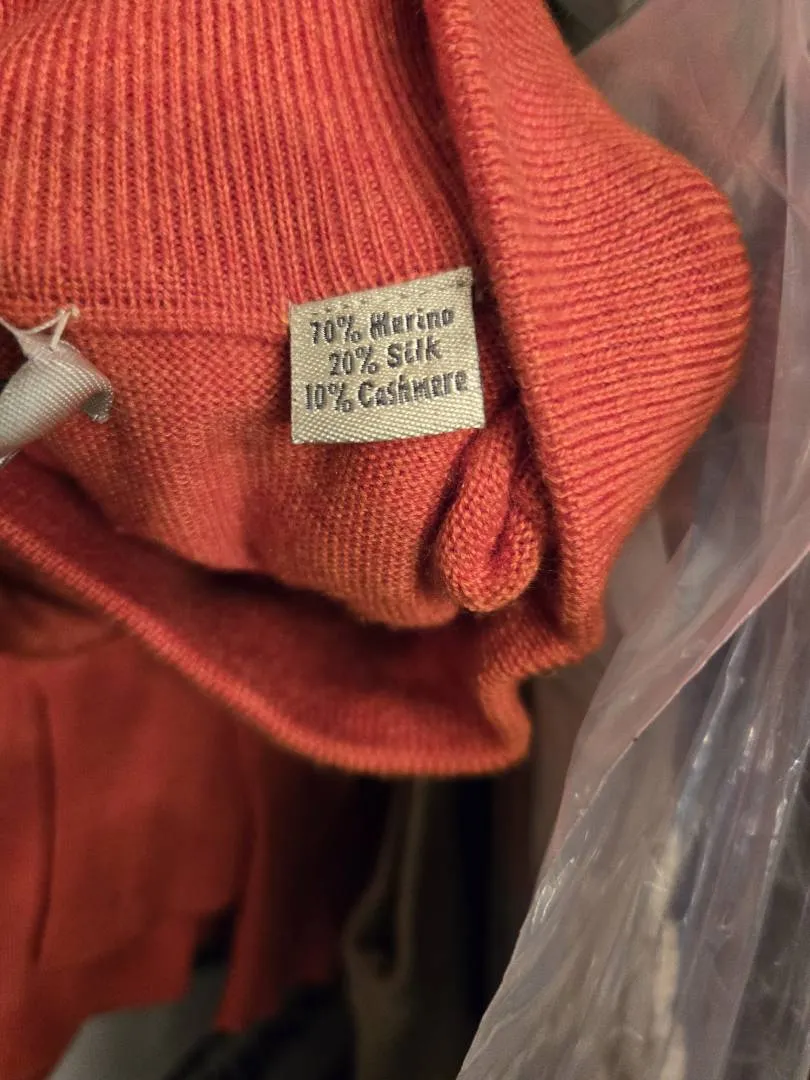 70% Merino
20% Silk
10% Cashmere